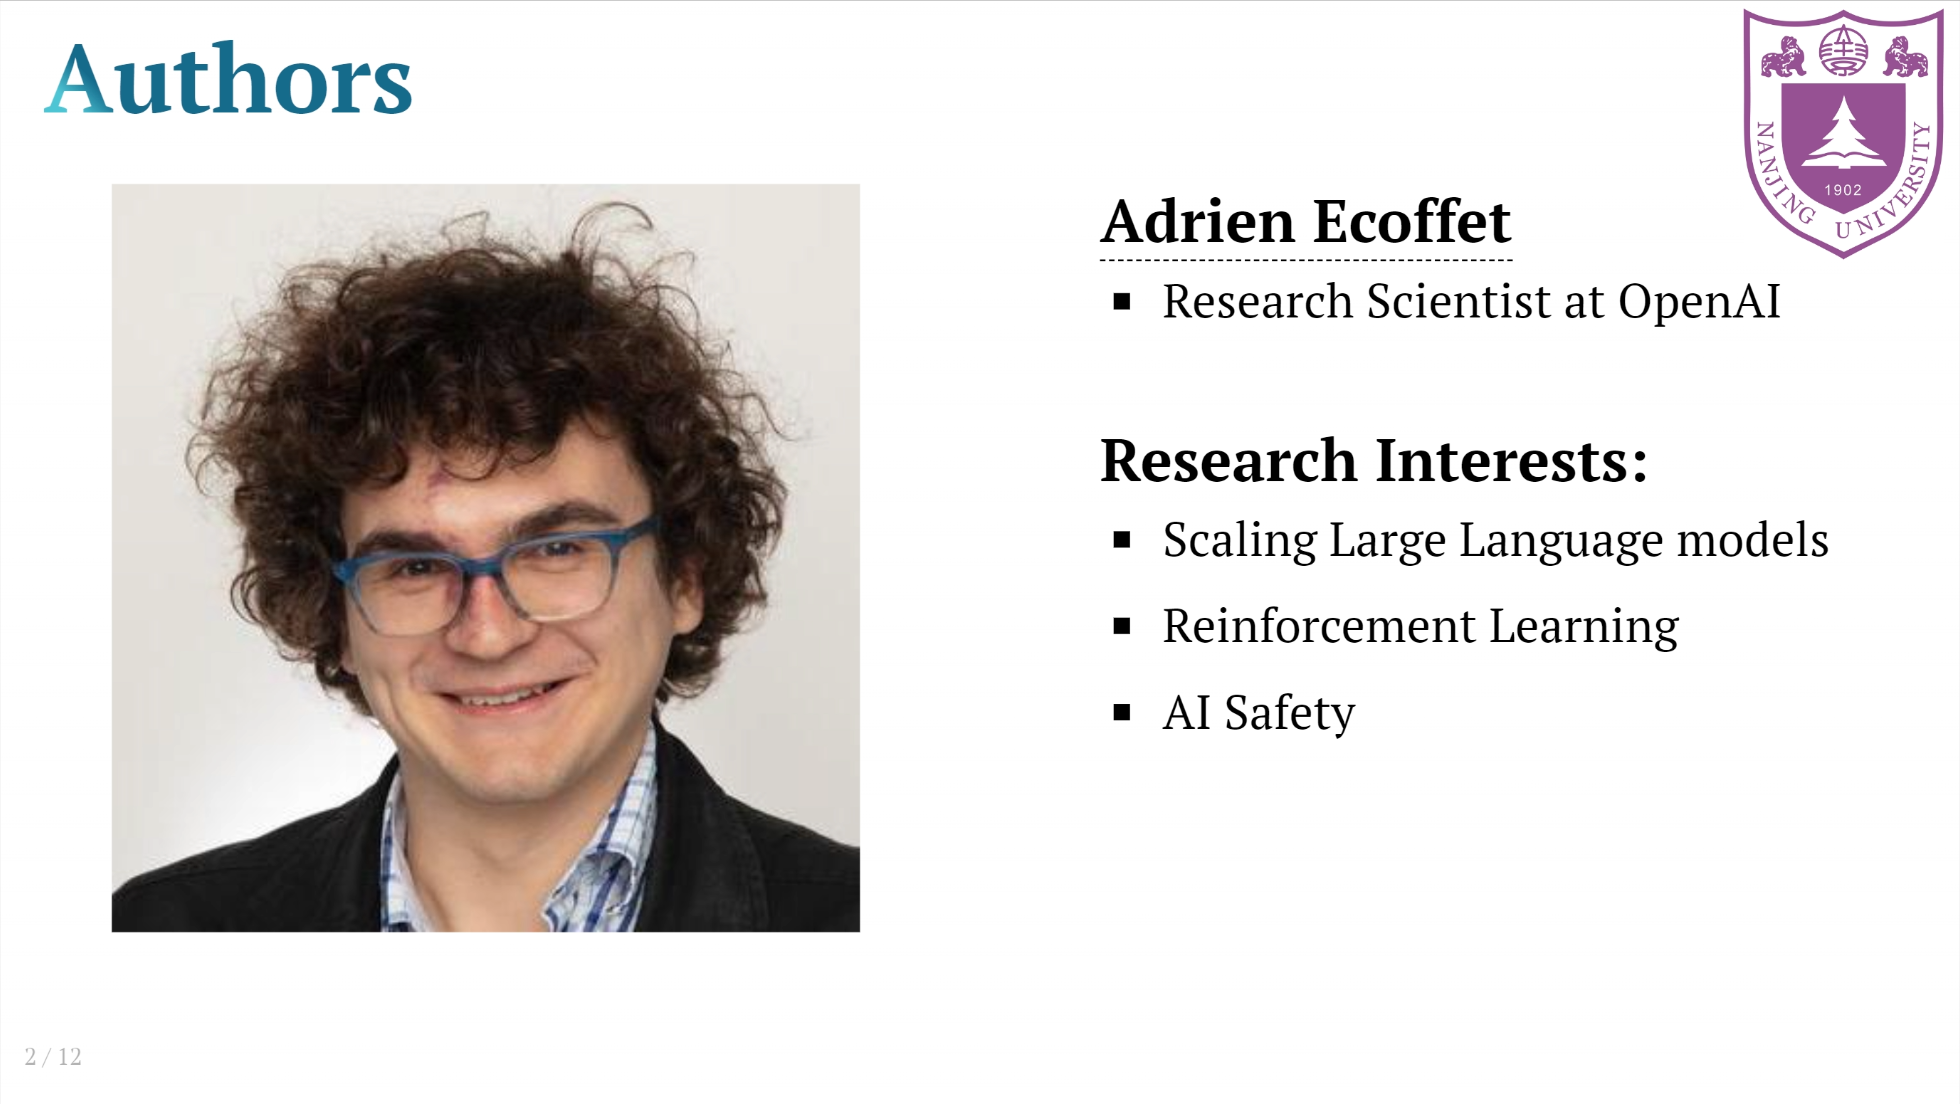 Authors
NANJING UNIVERSITY
1902
Adrien Ecoffet
▪ Research Scientist at OpenAI
Research Interests:
▪ Scaling Large Language models
▪ Reinforcement Learning
▪ AI Safety
2 / 12